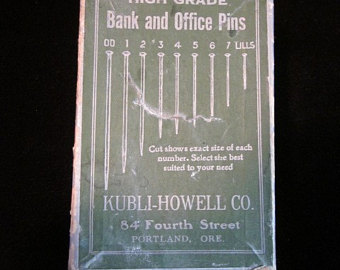 HIGH GRADE
Bank and Office Pins
OD 1 2 3 4 5 6 7 LILLS
Cut shows exact size of each
number. Select the best
suited to your need
KUBLI-HOWELL CO.
84 Fourth Street
PORTLAND, ORE.